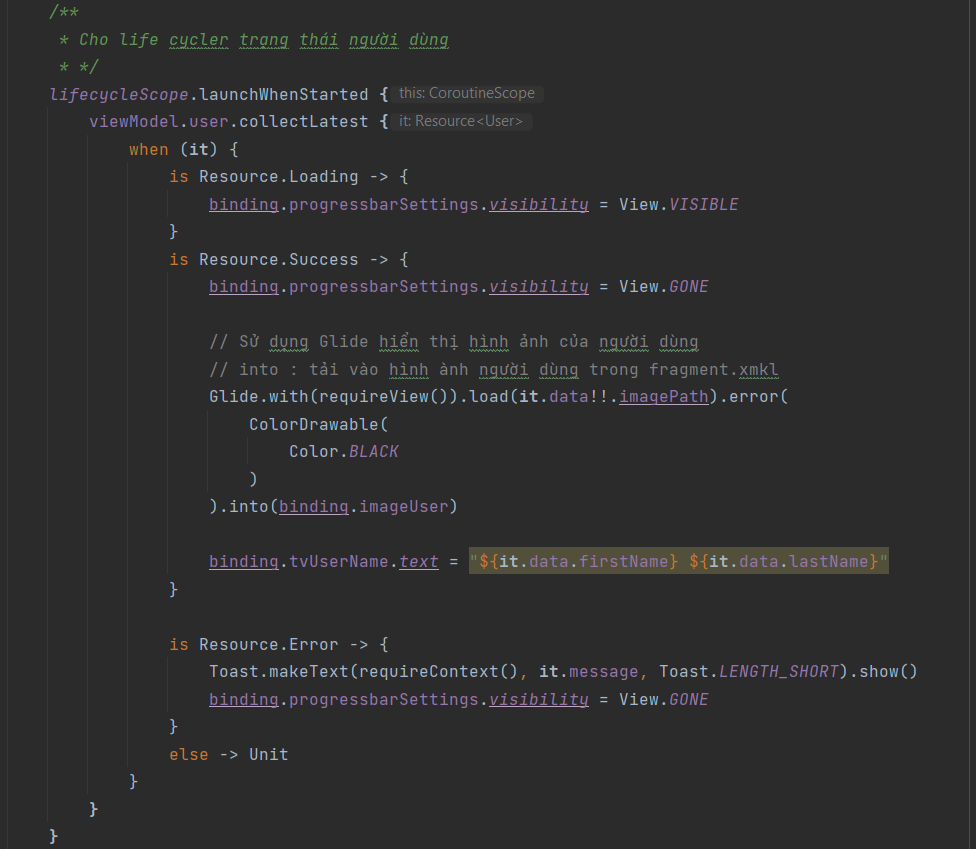 /**
* Cho life cycler trạng thái người dùng
* */
lifecycleScope.launchWhenStarted { this: CoroutineScope
viewModel.user.collectLatest { it: Resource<User>
when (it) {
is Resource.Loading -> {
binding.progressbarSettings.visibility = View.VISIBLE
}
is Resource.Success -> {
binding.progressbarSettings.visibility = View.GONE
// Sử dụng Glide hiển thị hình ảnh của người dùng
// into : tải vào hình ành người dùng trong fragment.xmkl
Glide.with(requireView()).load(it.data!!.imagePath).error(
ColorDrawable(
Color.BLACK
)
).into(binding.imageUser)
binding.tvUserName.text = "${it.data.firstName} ${it.data.lastName}"
}
is Resource.Error -> {
Toast.makeText(requireContext(), it.message, Toast.LENGTH_SHORT).show()
binding.progressbarSettings.visibility = View.GONE
}
else -> Unit
}
}
}